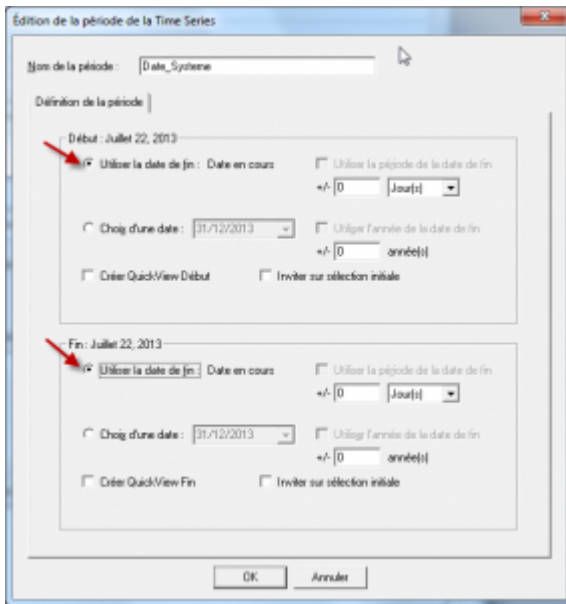 Édition de la période de la Time Series
Nom de la période : Date_Systeme
Définition de la période
Début : Juillet 22, 2013
Utiliser la date de fin : Date en cours
Utiliser la période de la date de fin
+/- 0 Jour(s)
Choix d'une date : 31/12/2013
Utiliser l'année de la date de fin
+/- 0 année(s)
Créer QuickView Début
Inviter sur sélection initiale
Fin : Juillet 22, 2013
Utiliser la date de fin : Date en cours
Utiliser la période de la date de fin
+/- 0 Jour(s)
Choix d'une date : 31/12/2013
Utiliser l'année de la date de fin
+/- 0 année(s)
Créer QuickView Fin
Inviter sur sélection initiale
OK Annuler